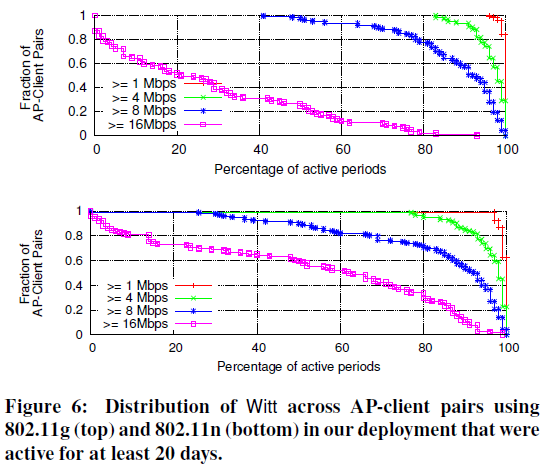 1
0.8
0.6
0.4
0.2
0
Fraction of
AP-Client Pairs
>= 1 Mbps
>= 4 Mbps
>= 8 Mbps
>= 16Mbps
0 20 40 60 80 100
Percentage of active periods
1
0.8
0.6
0.4
0.2
0
Fraction of
AP-Client Pairs
>= 1 Mbps
>= 4 Mbps
>= 8 Mbps
>= 16Mbps
0 20 40 60 80 100
Percentage of active periods
Figure 6: Distribution of Witt across AP-client pairs using
802.11g (top) and 802.11n (bottom) in our deployment that were
active for at least 20 days.